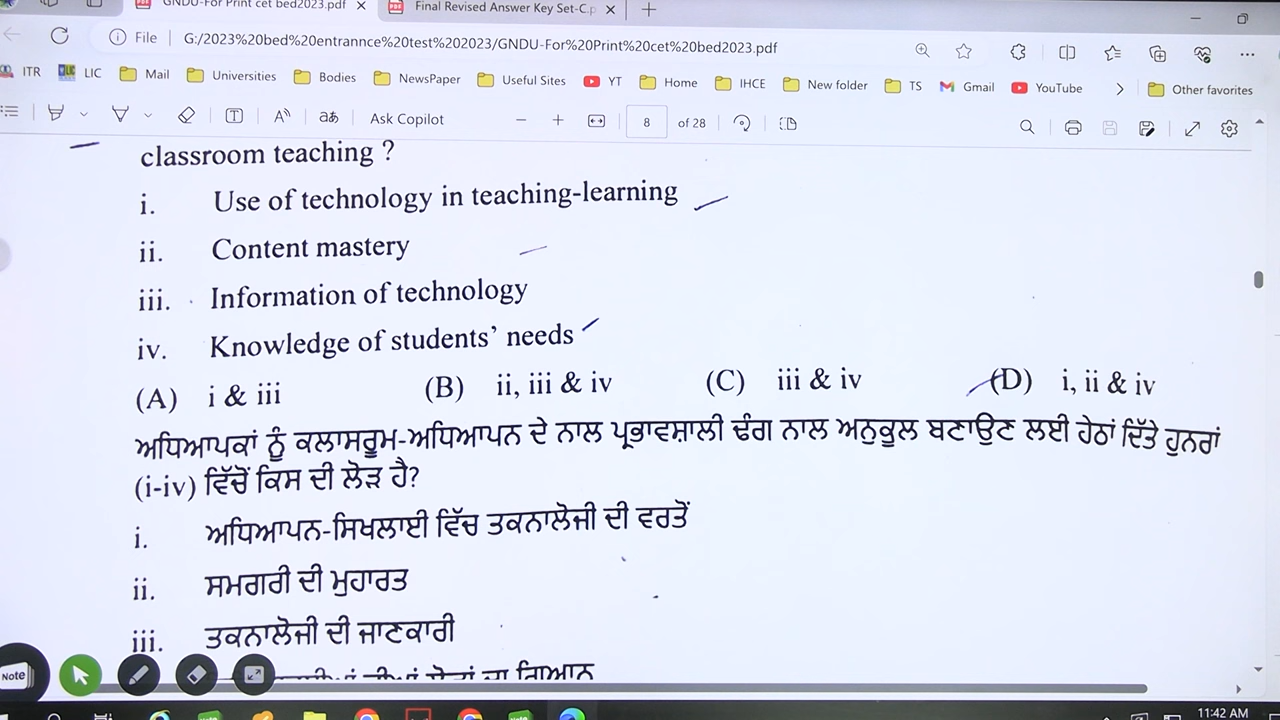 GNDU-For Print cet bed2023.pdf
Final Revised Answer Key Set-C.p
File
G:/2023%20bed%20entrannce%20test%202023/GNDU-For%20Print%20cet%20bed2023.pdf
ITR LIC Mail Universities Bodies NewsPaper Useful Sites YT Home IHCE New folder TS Gmail YouTube Other favorites
Ask Copilot 8 of 28
classroom teaching ?
i. Use of technology in teaching-learning
ii. Content mastery
iii. Information of technology
iv. Knowledge of students' needs
(A) i & iii (B) ii, iii & iv (C) iii & iv (D) i, ii & iv
ਅਧਿਆਪਕਾਂ ਨੂੰ ਕਲਾਸਰੂਮ-ਅਧਿਆਪਨ ਦੇ ਨਾਲ ਪ੍ਰਭਾਵਸ਼ਾਲੀ ਢੰਗ ਨਾਲ ਅਨੁਕੂਲ ਬਣਾਉਣ ਲਈ ਹੇਠਾਂ ਦਿੱਤੇ ਹੁਨਰਾਂ
(i-iv) ਵਿੱਚੋਂ ਕਿਸ ਦੀ ਲੋੜ ਹੈ?
i. ਅਧਿਆਪਨ-ਸਿਖਲਾਈ ਵਿੱਚ ਤਕਨਾਲੋਜੀ ਦੀ ਵਰਤੋਂ
ii. ਸਮਗਰੀ ਦੀ ਮੁਹਾਰਤ
iii. ਤਕਨਾਲੋਜੀ ਦੀ ਜਾਣਕਾਰੀ
ਦਾ ਗਿਆਨ
Note
11:42 AM